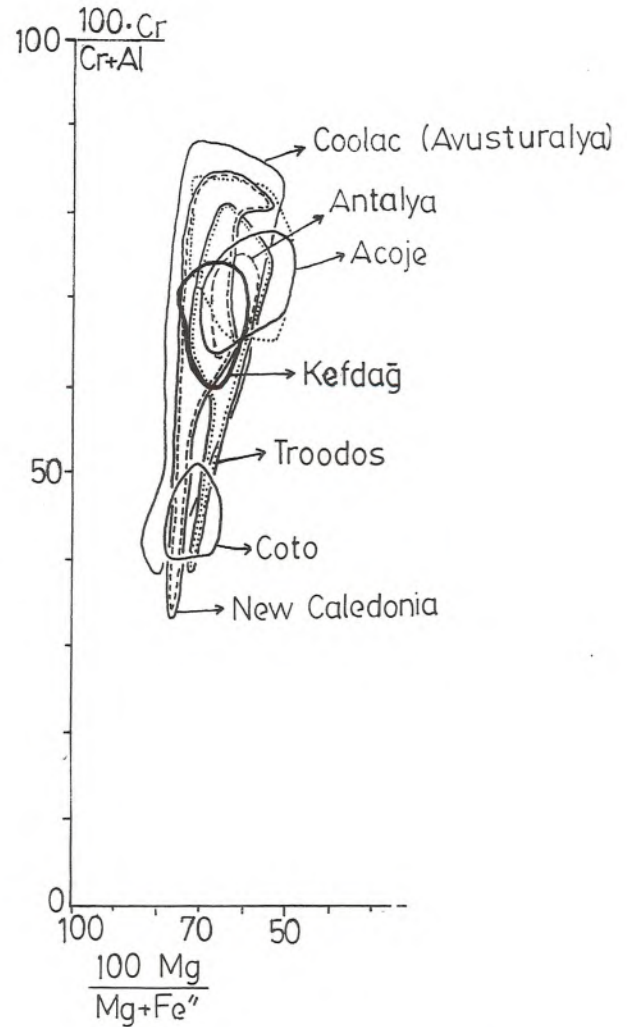 100·Cr
Cr+Al
100
Coolac (Avusturalya)
Antalya
Acoje
Kefdağ
50
Troodos
Coto
New Caledonia
0
100 70 50
100 Mg
Mg+Fe"